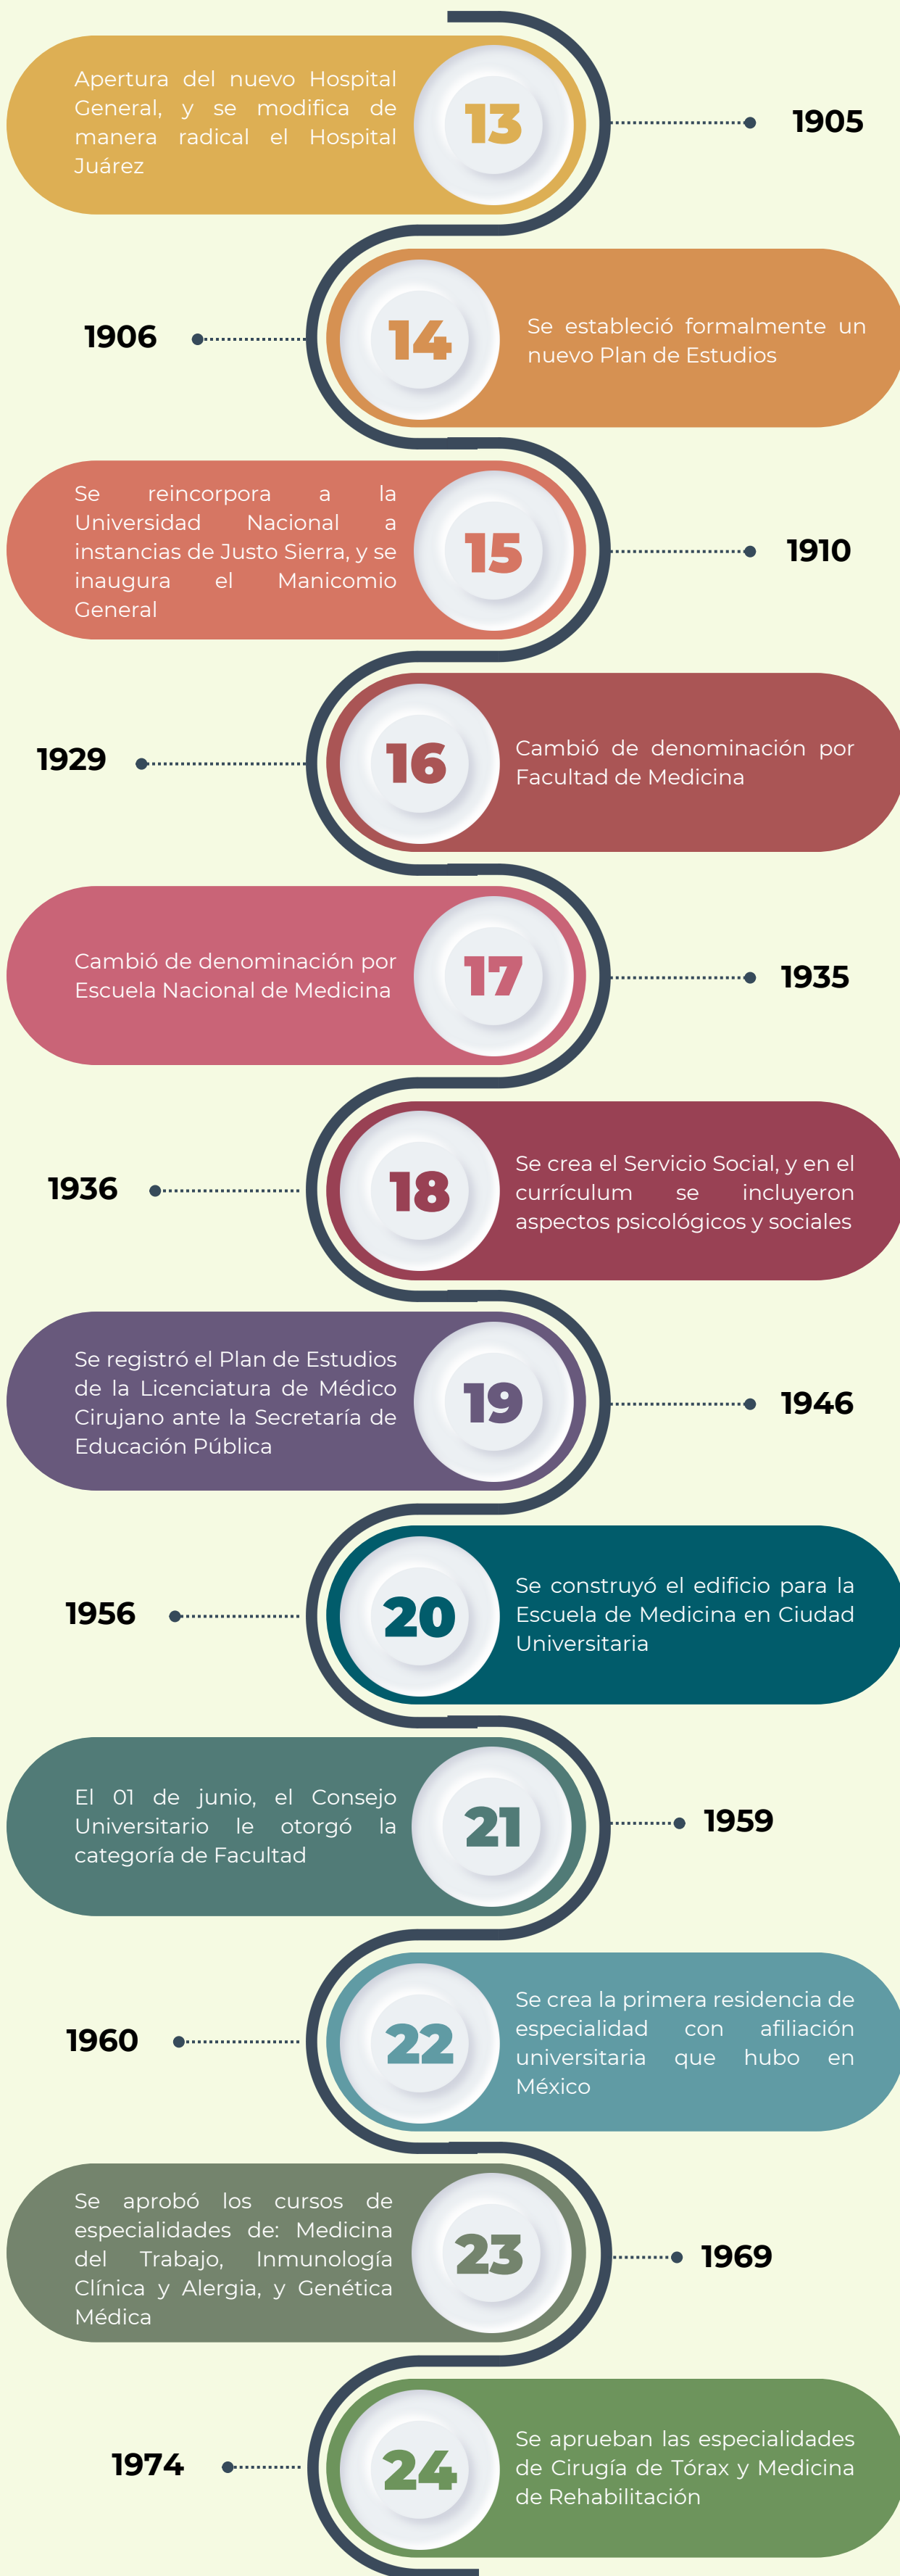 Apertura del nuevo Hospital
General, y se modifica de
manera radical el Hospital
Juárez
13
1905
1906
14
Se estableció formalmente un
nuevo Plan de Estudios
Se reincorpora a la
Universidad Nacional a
instancias de Justo Sierra, y se
inaugura el Manicomio
General
15
1910
1929
16
Cambió de denominación por
Facultad de Medicina
Cambió de denominación por
Escuela Nacional de Medicina
17
1935
1936
18
Se crea el Servicio Social, y en el
currículum se incluyeron
aspectos psicológicos y sociales
Se registró el Plan de Estudios
de la Licenciatura de Médico
Cirujano ante la Secretaría de
Educación Pública
19
1946
1956
20
Se construyó el edificio para la
Escuela de Medicina en Ciudad
Universitaria
El 01 de junio, el Consejo
Universitario le otorgó la
categoría de Facultad
21
1959
1960
22
Se crea la primera residencia de
especialidad con afiliación
universitaria que hubo en
México
Se aprobó los cursos de
especialidades de: Medicina
del Trabajo, Inmunología
Clínica y Alergia, y Genética
Médica
23
1969
1974
24
Se aprueban las especialidades
de Cirugía de Tórax y Medicina
de Rehabilitación